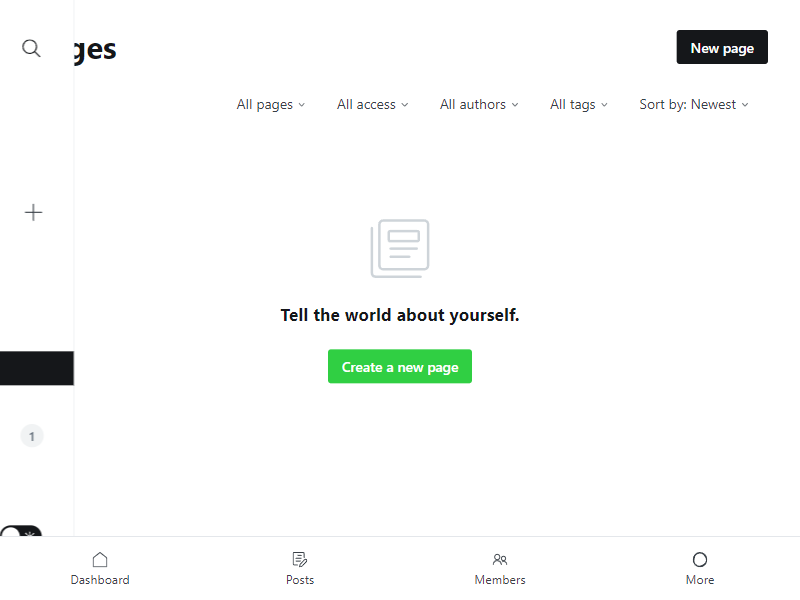 ges
New page
All pages
All access
All authors
All tags
Sort by: Newest
Tell the world about yourself.
Create a new page
1
Dashboard
Posts
Members
More